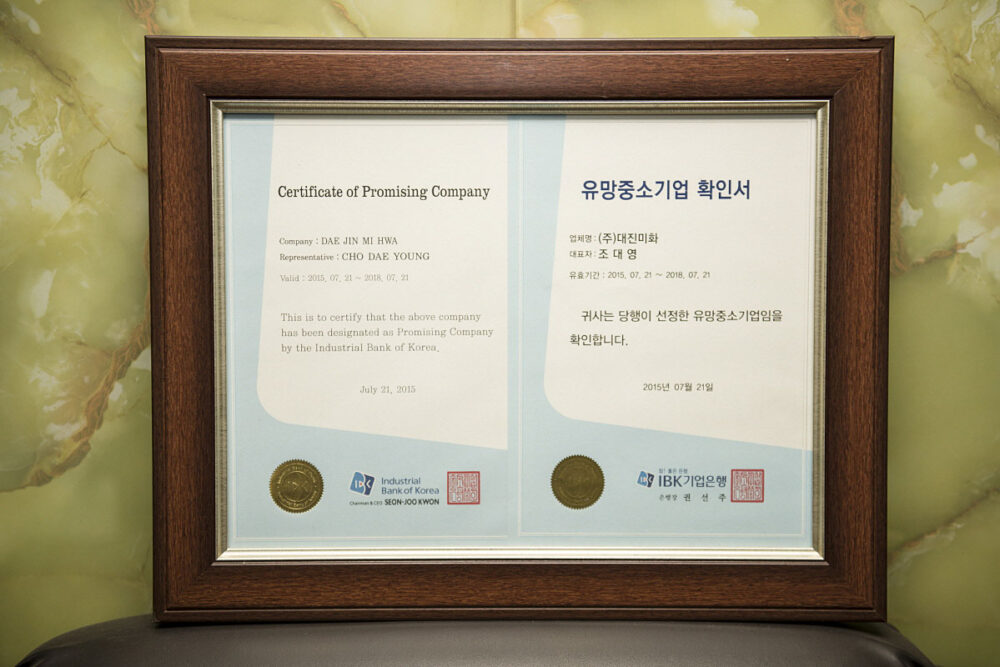 Certificate of Promising Company
Company : DAE JIN MI HWA
Representative : CHO DAE YOUNG
Valid : 2015. 07. 21 ~ 2018. 07. 21
This is to certify that the above company
has been designated as Promising Company
by the Industrial Bank of Korea.
July 21, 2015
IBK
Industrial
Bank of Korea
Chairman & CEO SEON-JOO KWON
유망중소기업 확인서
업체명 : (주)대진미화
대표자 : 조 대 영
유효기간 : 2015. 07. 21 ~ 2018. 07. 21
귀사는 당행이 선정한 유망중소기업임을
확인합니다.
2015년 07월 21일
참! 좋은 은행
IBK기업은행
은행장 권 선 주